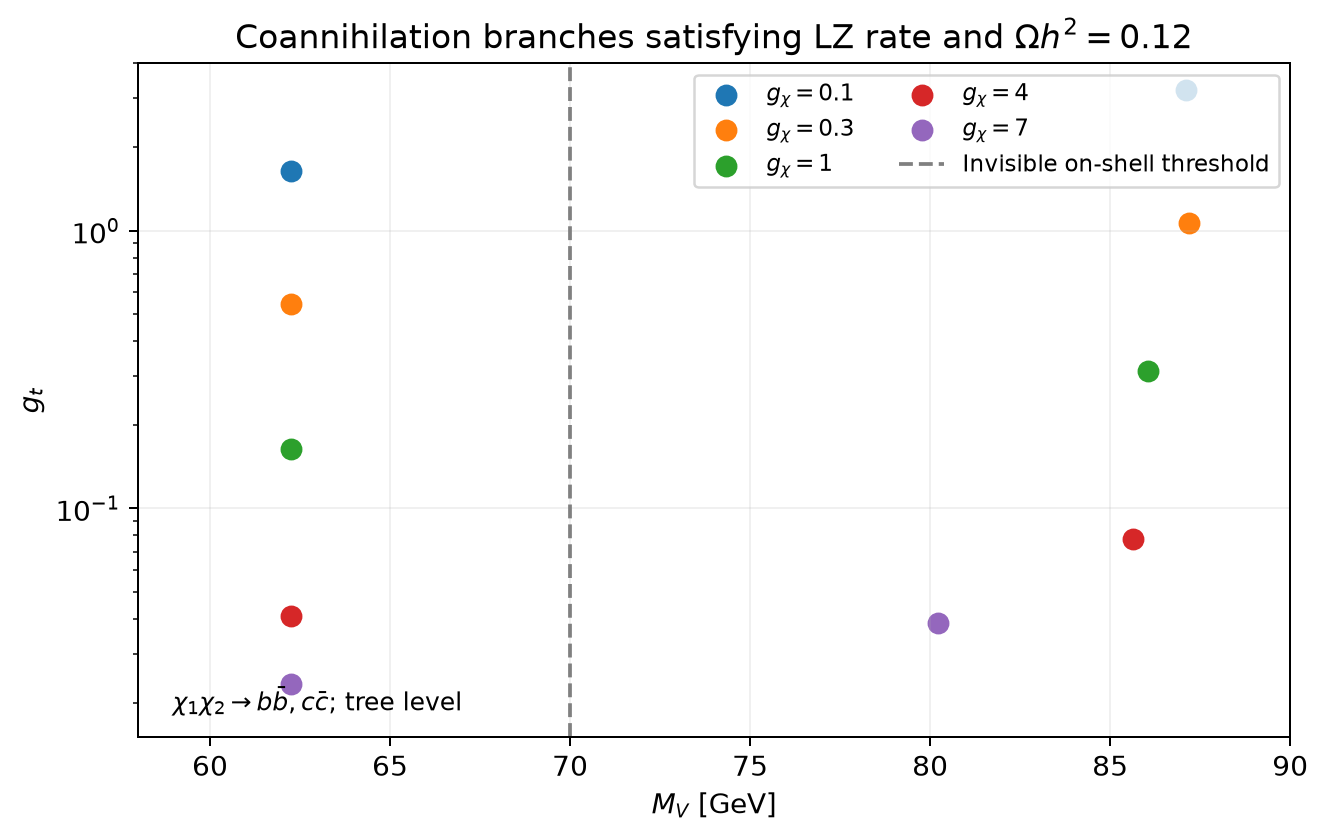 Coannihilation branches satisfying LZ rate and Ωh² = 0.12
g_χ = 0.1
g_χ = 0.3
g_χ = 1
g_χ = 4
g_χ = 7
Invisible on-shell threshold
10⁰
10⁻¹
g_t
χ₁χ₂ → bb̄, cc̄; tree level
60
65
70
75
80
85
90
M_V [GeV]